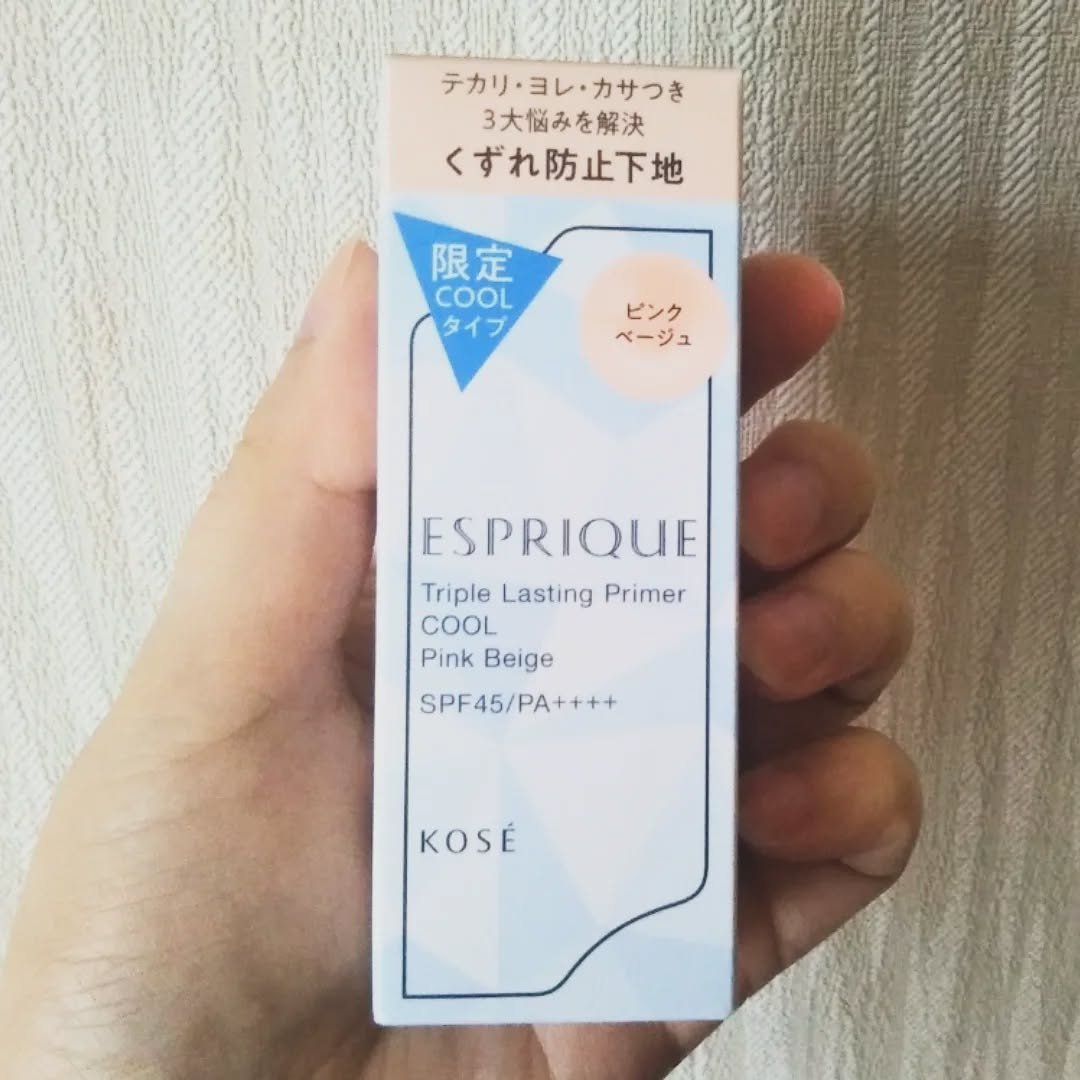 テカリ・ヨレ・カサつき
3大悩みを解決
くずれ防止下地
限定
COOL
タイプ
ピンク
ベージュ
ESPRIQUE
Triple Lasting Primer
COOL
Pink Beige
SPF45/PA++++
KOSÉ